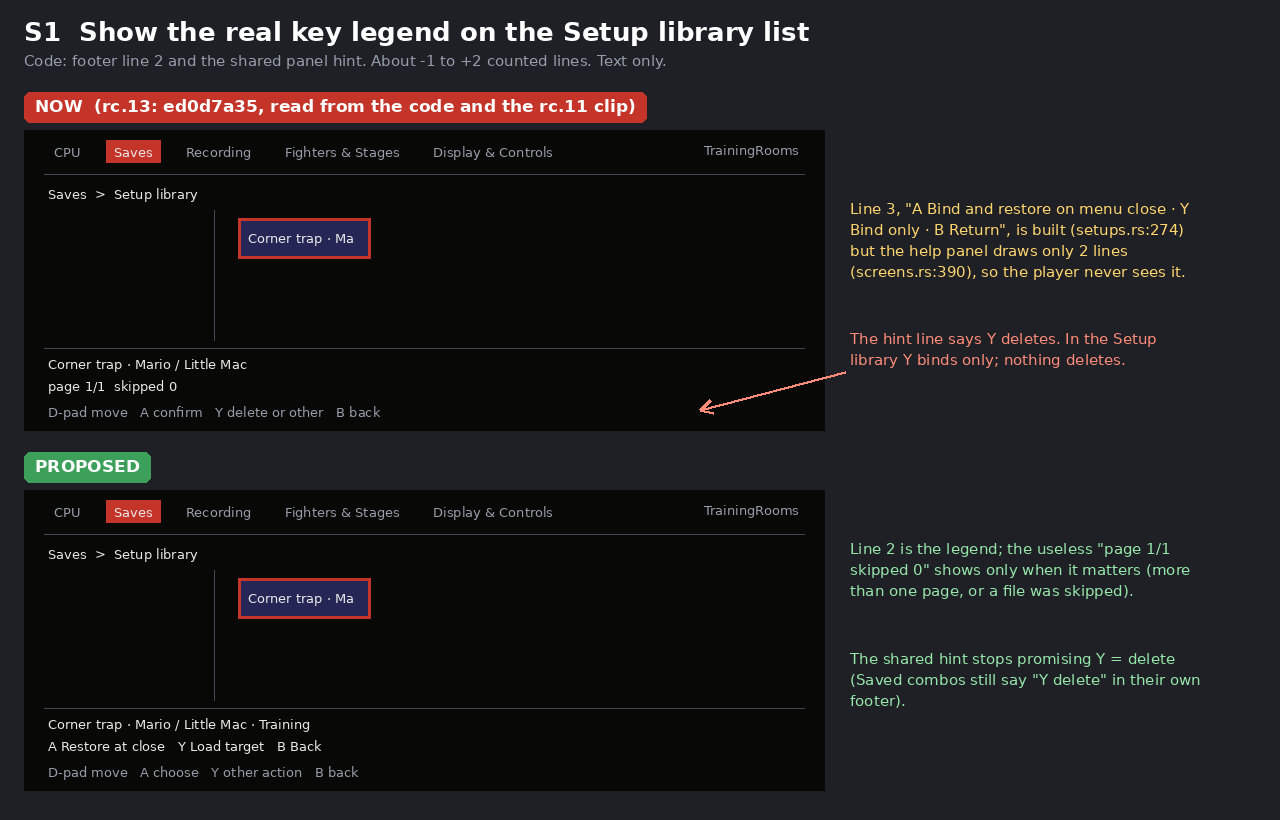 S1  Show the real key legend on the Setup library list
Code: footer line 2 and the shared panel hint. About -1 to +2 counted lines. Text only.
NOW  (rc.13: ed0d7a35, read from the code and the rc.11 clip)
CPU  Saves  Recording  Fighters & Stages  Display & Controls  TrainingRooms
Saves  >  Setup library
Corner trap · Ma
Corner trap · Mario / Little Mac
page 1/1  skipped 0
D-pad move   A confirm   Y delete or other   B back
Line 3, "A Bind and restore on menu close · Y
Bind only · B Return", is built (setups.rs:274)
but the help panel draws only 2 lines
(screens.rs:390), so the player never sees it.
The hint line says Y deletes. In the Setup
library Y binds only; nothing deletes.
PROPOSED
CPU  Saves  Recording  Fighters & Stages  Display & Controls  TrainingRooms
Saves  >  Setup library
Corner trap · Ma
Corner trap · Mario / Little Mac · Training
A Restore at close   Y Load target   B Back
D-pad move   A choose   Y other action   B back
Line 2 is the legend; the useless "page 1/1
skipped 0" shows only when it matters (more
than one page, or a file was skipped).
The shared hint stops promising Y = delete
(Saved combos still say "Y delete" in their own
footer).